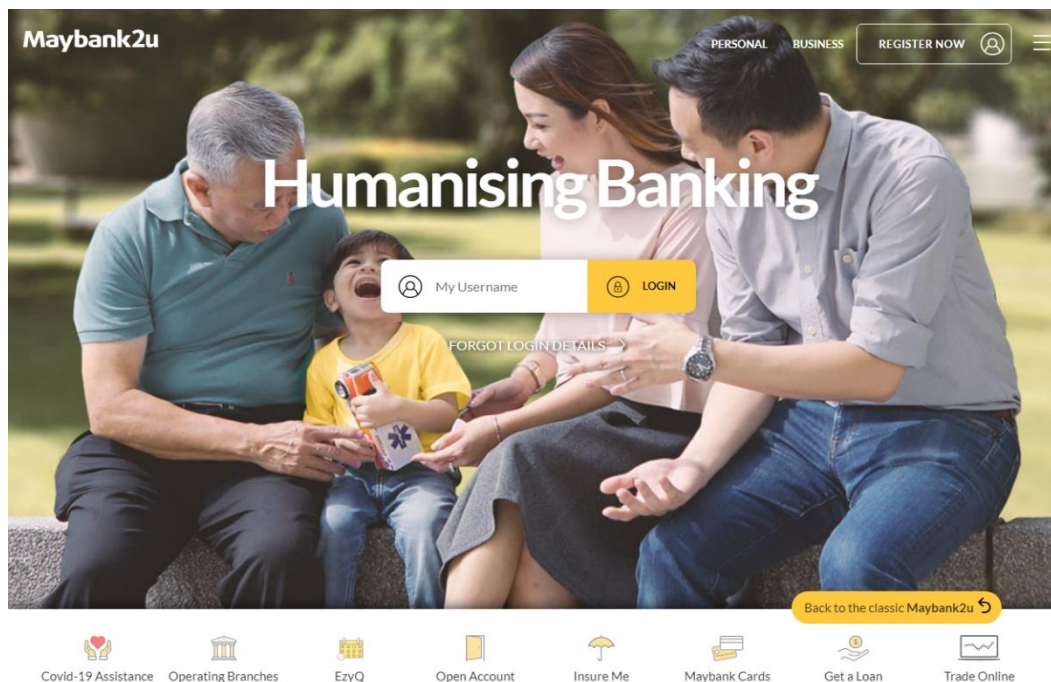 Maybank2u
PERSONAL BUSINESS REGISTER NOW
Humanising Banking
My Username LOGIN
FORGOT LOGIN DETAILS
Back to the classic Maybank2u
Covid-19 Assistance Operating Branches EzyQ Open Account Insure Me Maybank Cards Get a Loan Trade Online